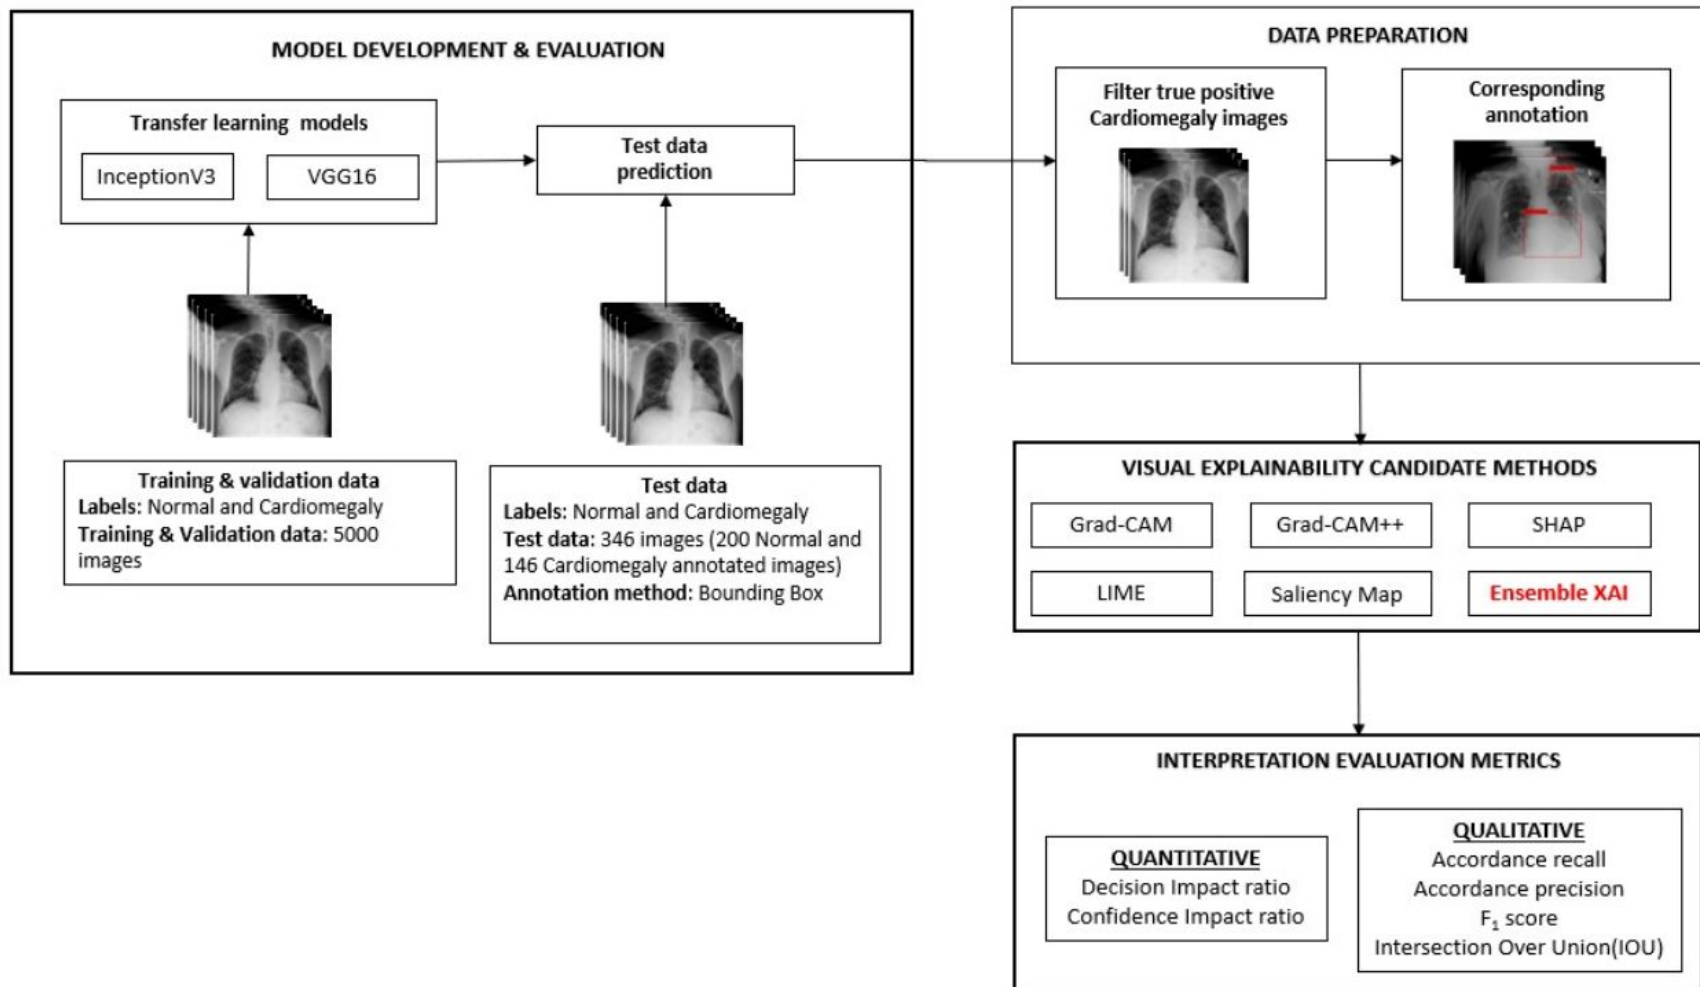 MODEL DEVELOPMENT & EVALUATION
Transfer learning models
InceptionV3
VGG16
Test data
prediction
Training & validation data
Labels: Normal and Cardiomegaly
Training & Validation data: 5000
images
Test data
Labels: Normal and Cardiomegaly
Test data: 346 images (200 Normal and
146 Cardiomegaly annotated images)
Annotation method: Bounding Box
DATA PREPARATION
Filter true positive
Cardiomegaly images
Corresponding
annotation
VISUAL EXPLAINABILITY CANDIDATE METHODS
Grad-CAM
Grad-CAM++
SHAP
LIME
Saliency Map
Ensemble XAI
INTERPRETATION EVALUATION METRICS
QUANTITATIVE
Decision Impact ratio
Confidence Impact ratio
QUALITATIVE
Accordance recall
Accordance precision
F₁ score
Intersection Over Union(IOU)